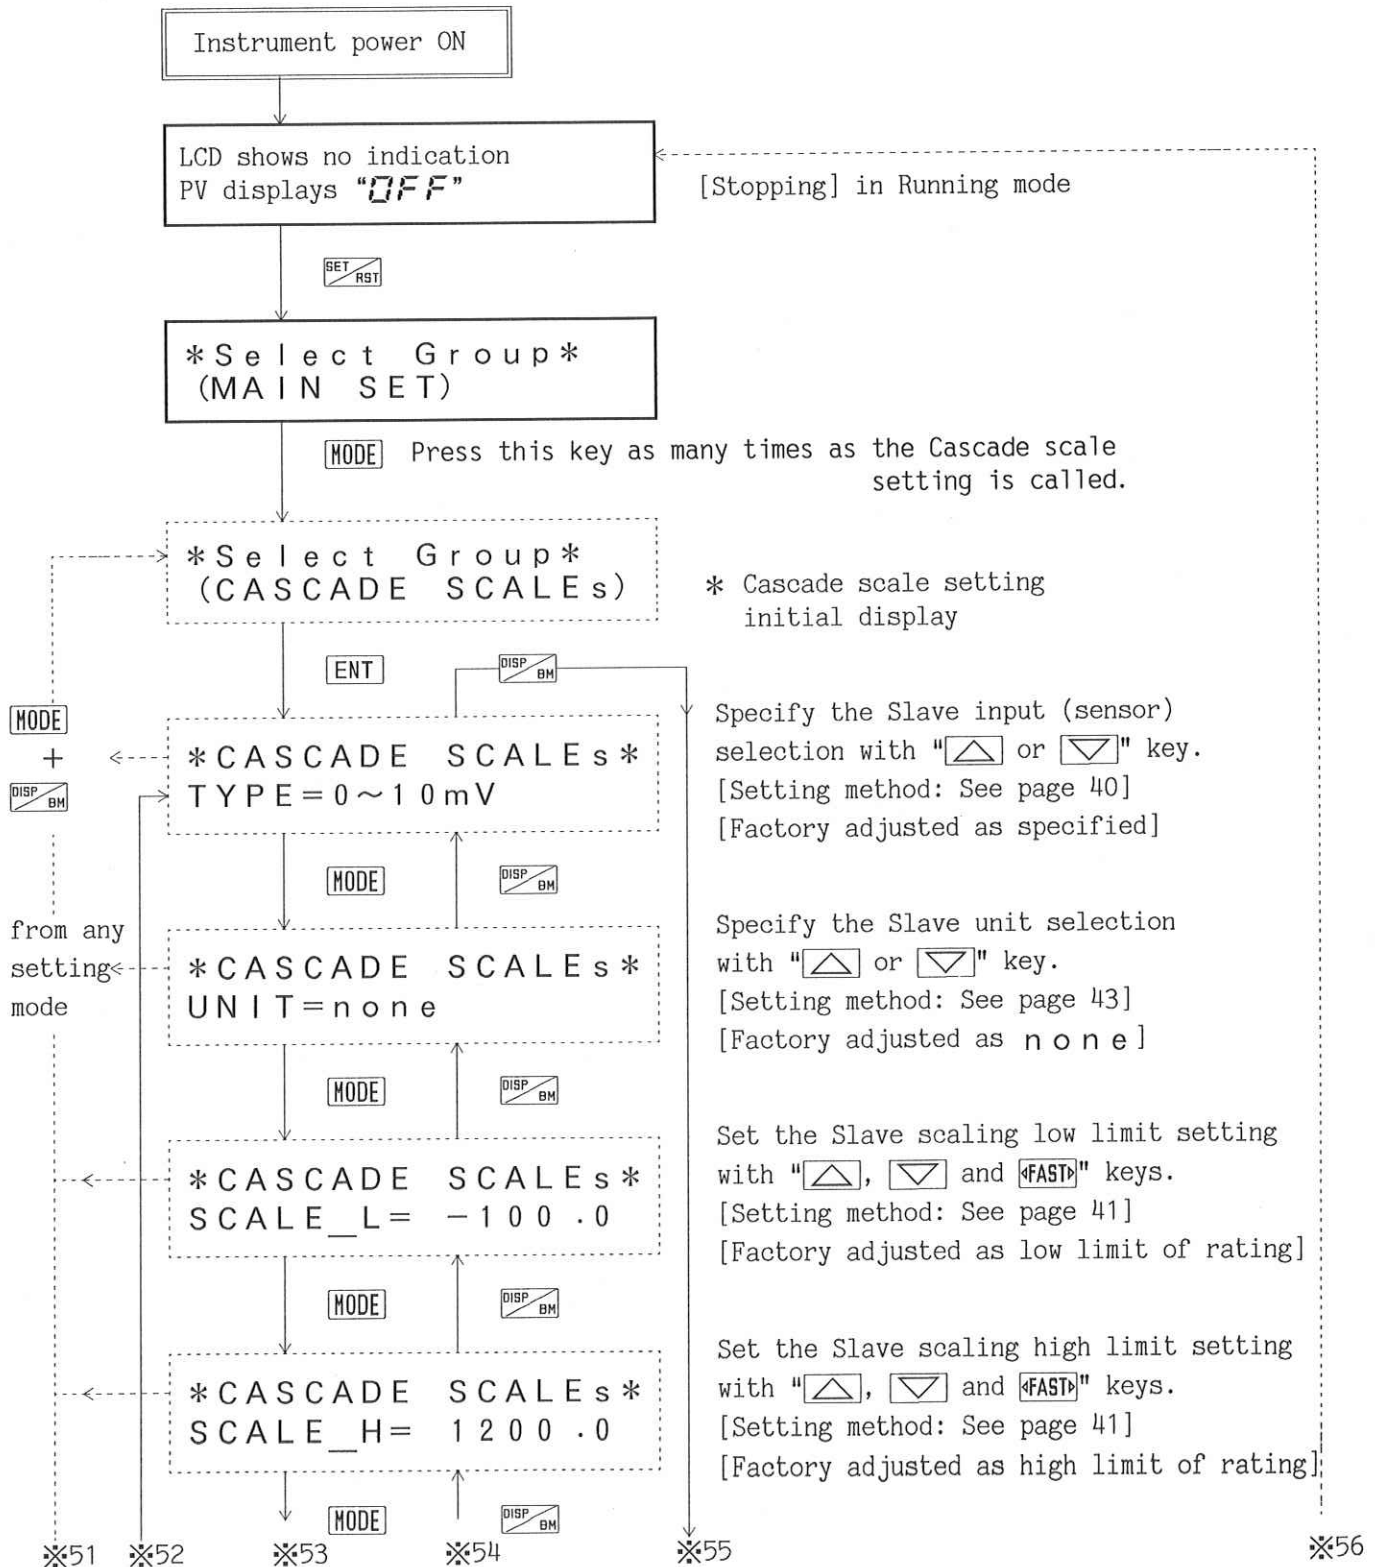 Instrument power ON
LCD shows no indication
PV displays "OFF"
[Stopping] in Running mode
SET RST
*Select Group*
(MAIN SET)
MODE Press this key as many times as the Cascade scale
setting is called.
*Select Group*
(CASCADE SCALEs)
* Cascade scale setting
initial display
ENT
DISP BM
MODE
+
DISP BM
from any
setting
mode
*CASCADE SCALEs*
TYPE=0～10mV
Specify the Slave input (sensor)
selection with "△ or ▽" key.
[Setting method: See page 40]
[Factory adjusted as specified]
MODE
DISP BM
*CASCADE SCALEs*
UNIT=none
Specify the Slave unit selection
with "△ or ▽" key.
[Setting method: See page 43]
[Factory adjusted as none]
MODE
DISP BM
*CASCADE SCALEs*
SCALE_L= -100.0
Set the Slave scaling low limit setting
with "△, ▽ and ◁FAST▷" keys.
[Setting method: See page 41]
[Factory adjusted as low limit of rating]
MODE
DISP BM
*CASCADE SCALEs*
SCALE_H= 1200.0
Set the Slave scaling high limit setting
with "△, ▽ and ◁FAST▷" keys.
[Setting method: See page 41]
[Factory adjusted as high limit of rating]
MODE
DISP BM
※51 ※52 ※53 ※54 ※55 ※56